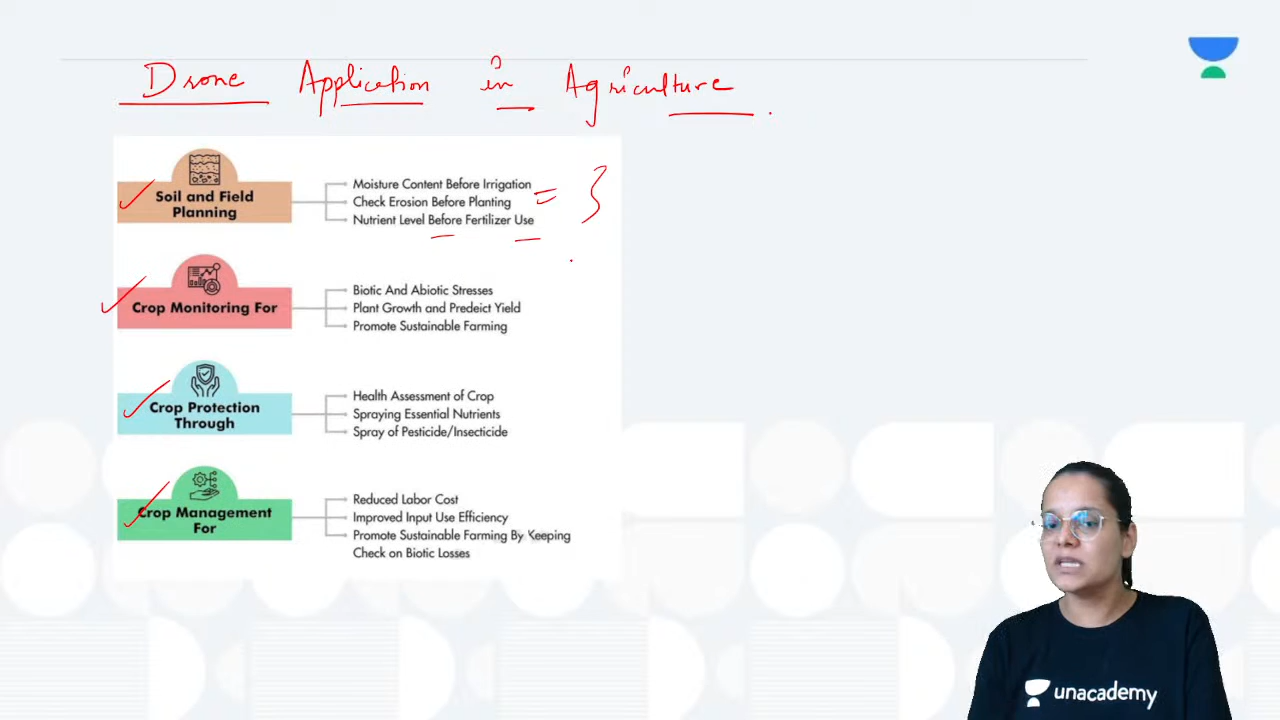 Drone Application in Agriculture.
Soil and Field
Planning
Moisture Content Before Irrigation
Check Erosion Before Planting
Nutrient Level Before Fertilizer Use
Crop Monitoring For
Biotic And Abiotic Stresses
Plant Growth and Predeict Yield
Promote Sustainable Farming
Crop Protection
Through
Health Assessment of Crop
Spraying Essential Nutrients
Spray of Pesticide/Insecticide
Crop Management
For
Reduced Labor Cost
Improved Input Use Efficiency
Promote Sustainable Farming By Keeping
Check on Biotic Losses
unacademy